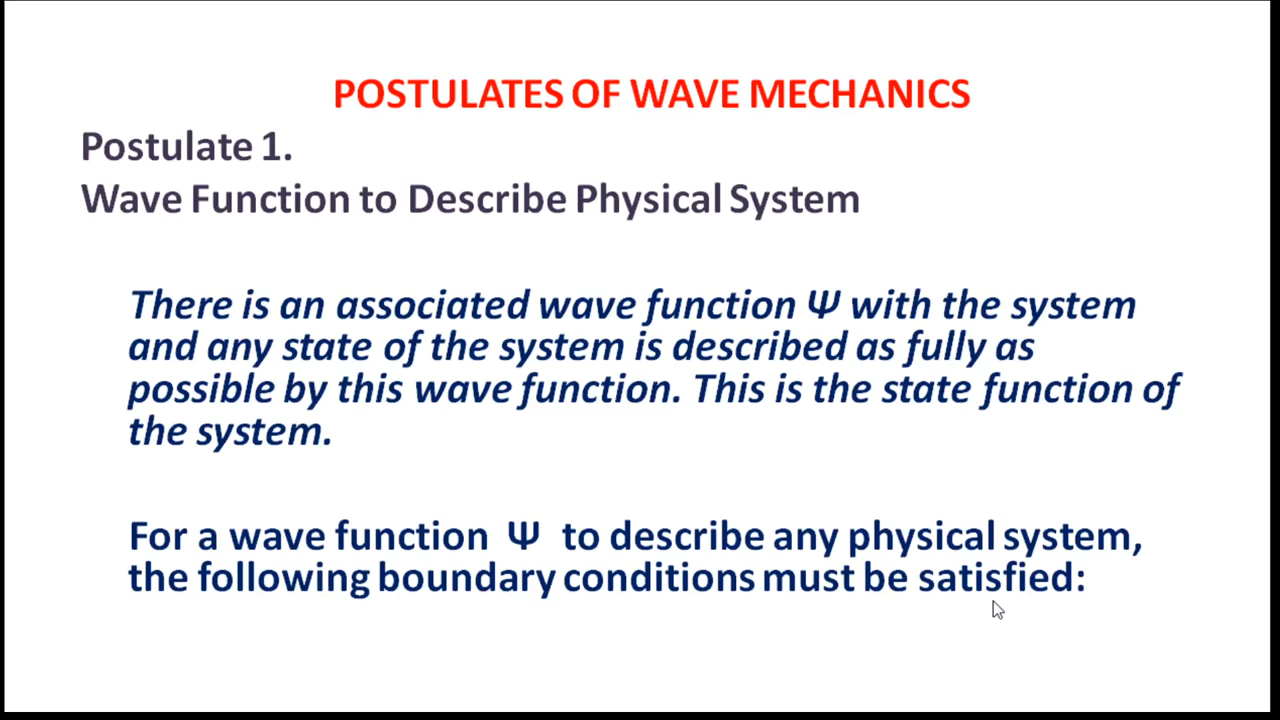 POSTULATES OF WAVE MECHANICS
Postulate 1.
Wave Function to Describe Physical System
There is an associated wave function Ψ with the system
and any state of the system is described as fully as
possible by this wave function. This is the state function of
the system.
For a wave function Ψ to describe any physical system,
the following boundary conditions must be satisfied: